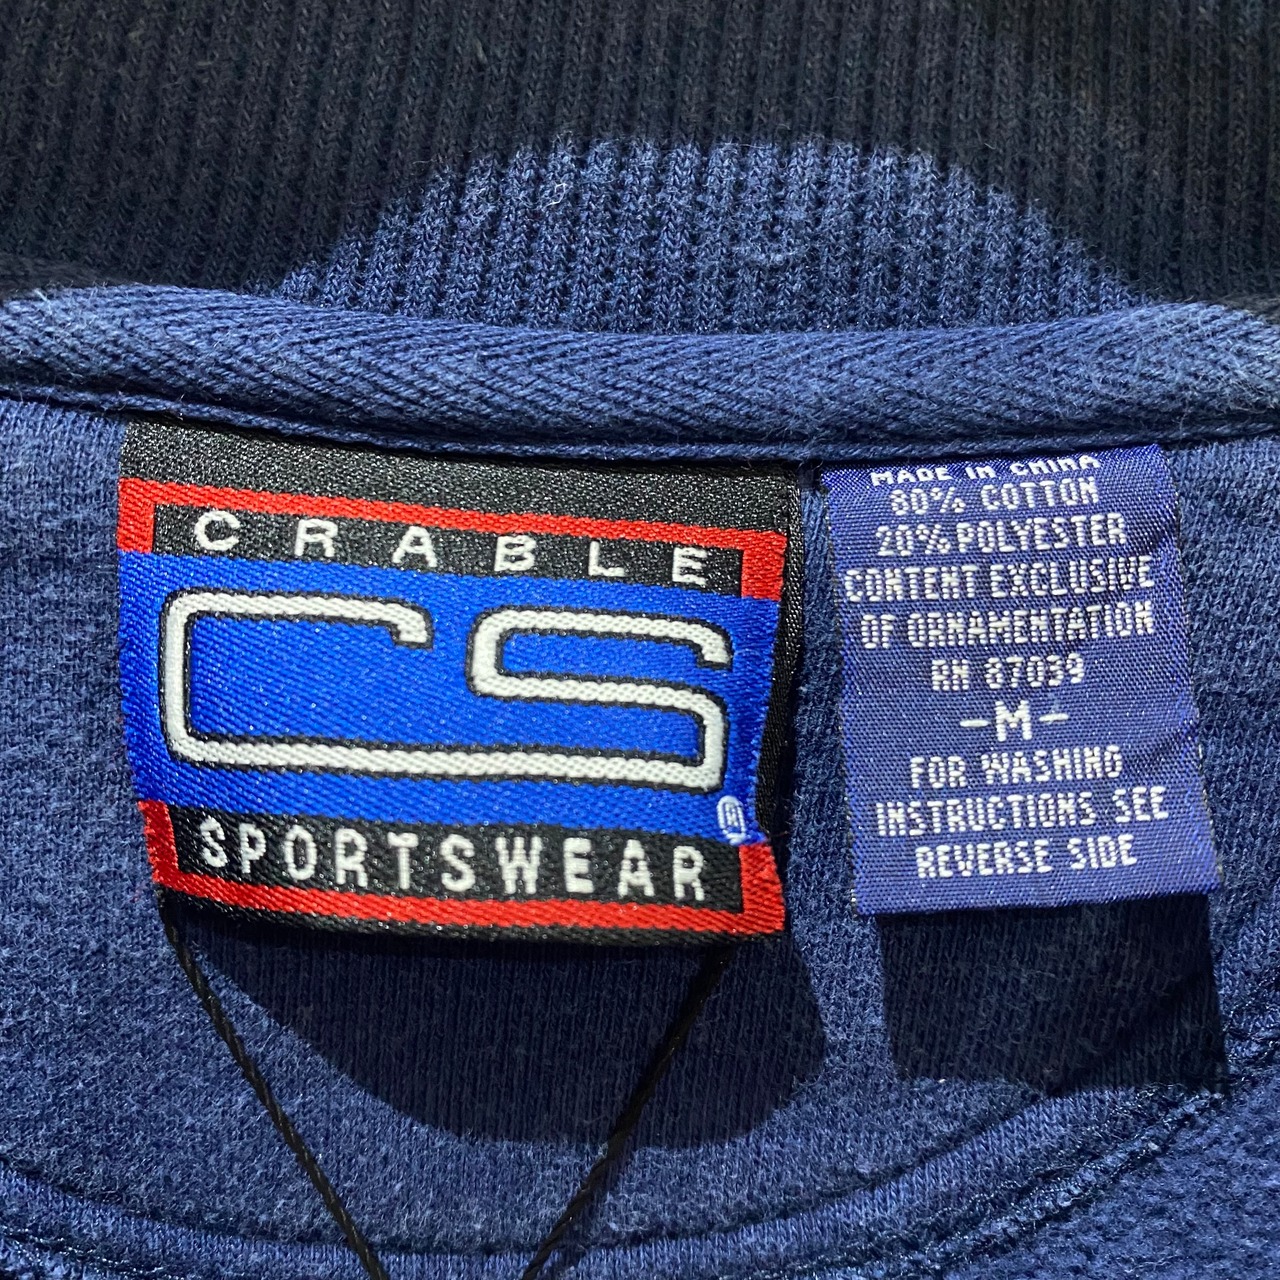 CRABLE
CS
SPORTSWEAR
MADE IN CHINA
80% COTTON
20% POLYESTER
CONTENT EXCLUSIVE
OF ORNAMENTATION
RN 87039
-M-
FOR WASHING
INSTRUCTIONS SEE
REVERSE SIDE